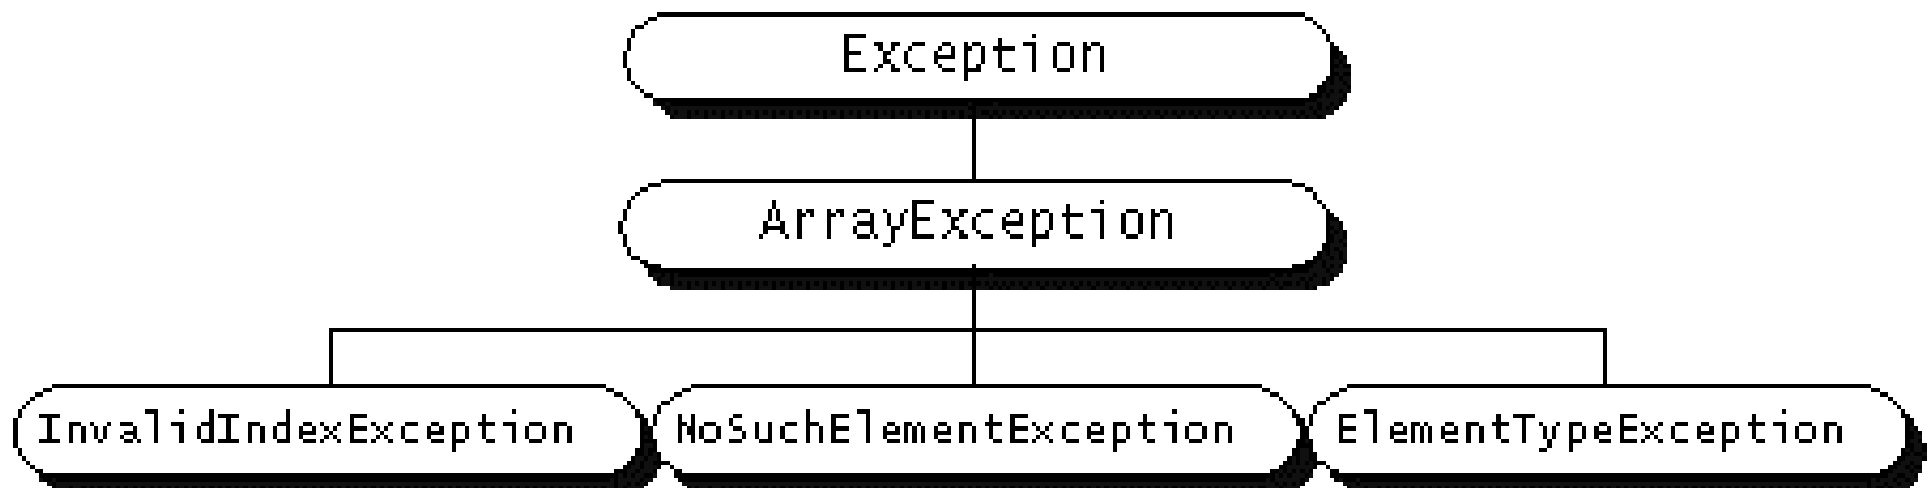 Exception
ArrayException
InvalidIndexException
NoSuchElementException
ElementTypeException